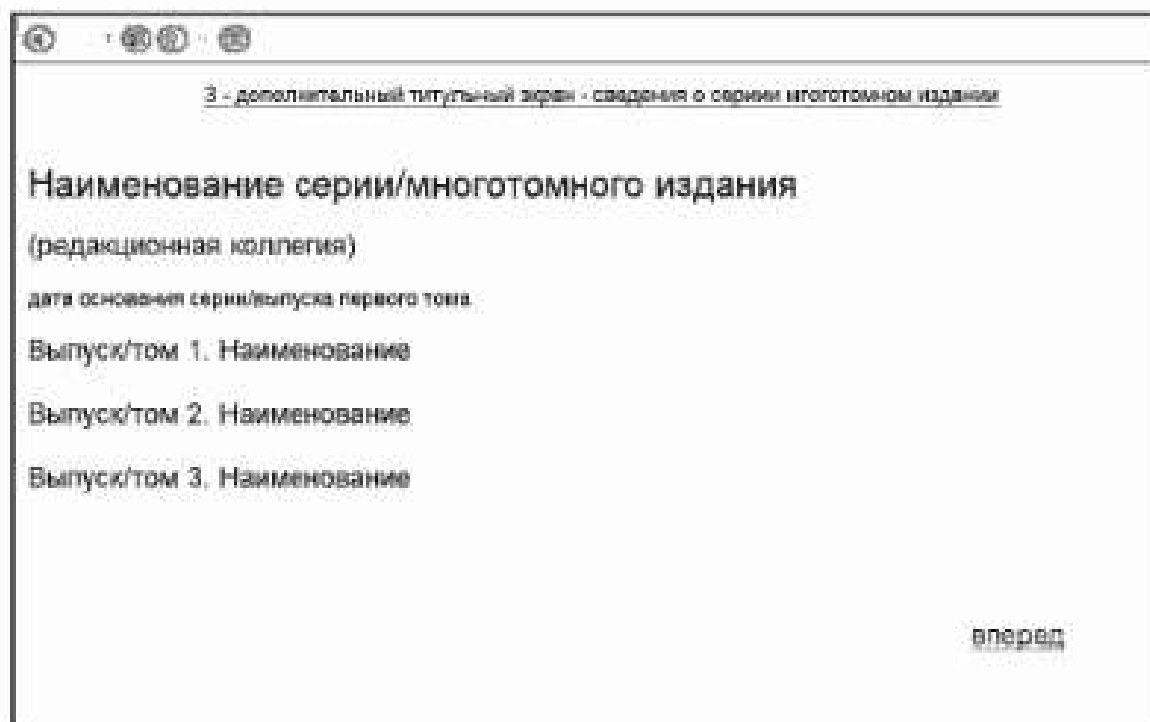 3 - дополнительный титульный экран - сведения о серии многотомном издании
Наименование серии/многотомного издания
(редакционная коллегия)
дата основания серии/выпуска первого тома
Выпуск/том 1. Наименование
Выпуск/том 2. Наименование
Выпуск/том 3. Наименование
вперед